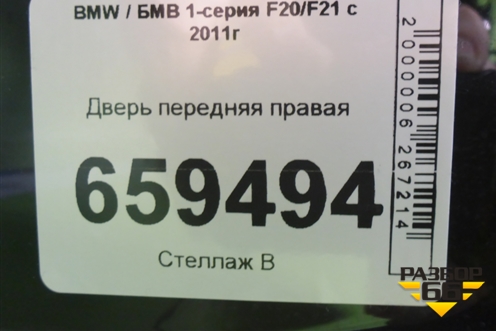 BMW / БМВ 1-серия F20/F21 с
2011г
Дверь передняя правая
659494
Стеллаж В
2000006267214
РАЗБОР
66